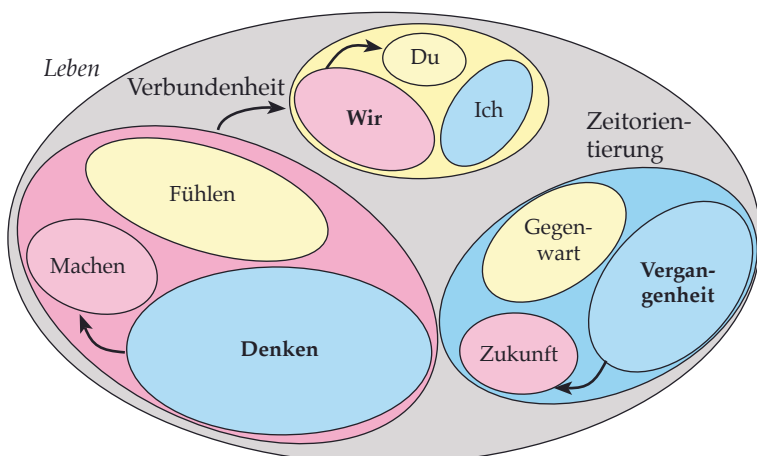 Leben
Verbundenheit
Du
Wir
Ich
Zeitorien-
tierung
Fühlen
Machen
Denken
Gegen-
wart
Vergan-
genheit
Zukunft